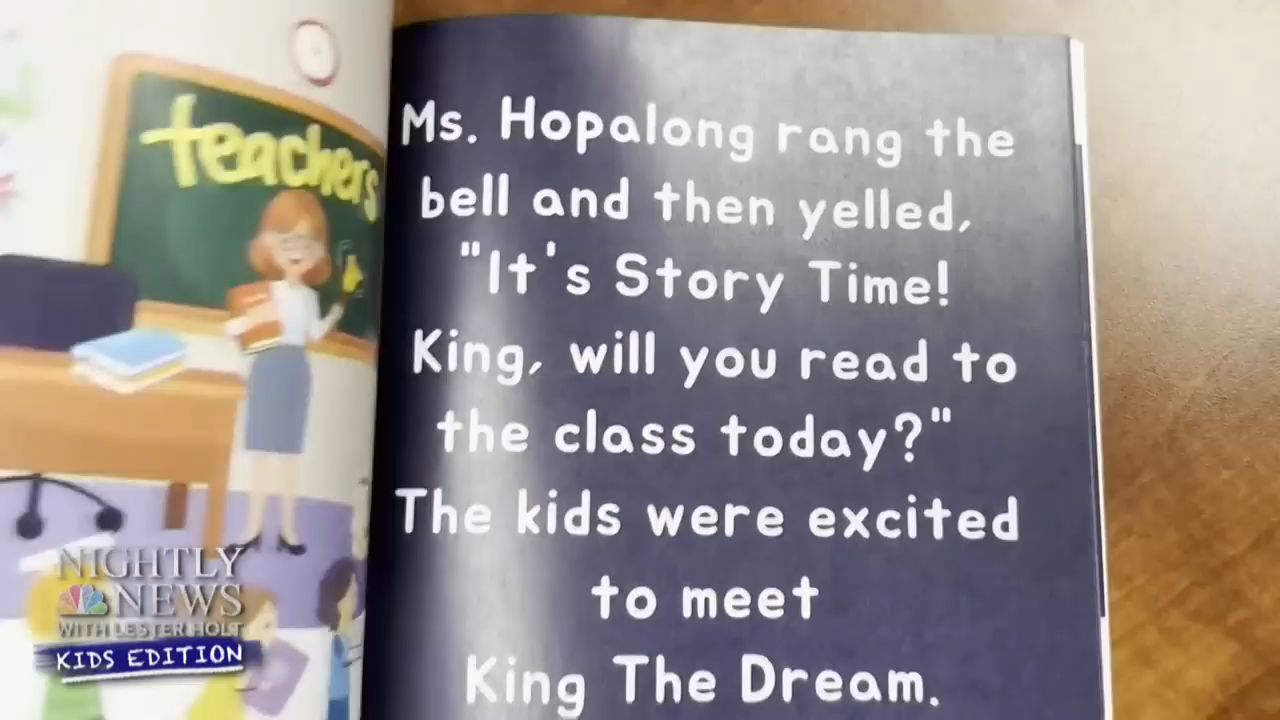 teachers
Ms. Hopalong rang the
bell and then yelled,
"It's Story Time!
King, will you read to
the class today?"
The kids were excited
to meet
King The Dream.
NIGHTLY
NEWS
WITH LESTER HOLT
KIDS EDITION